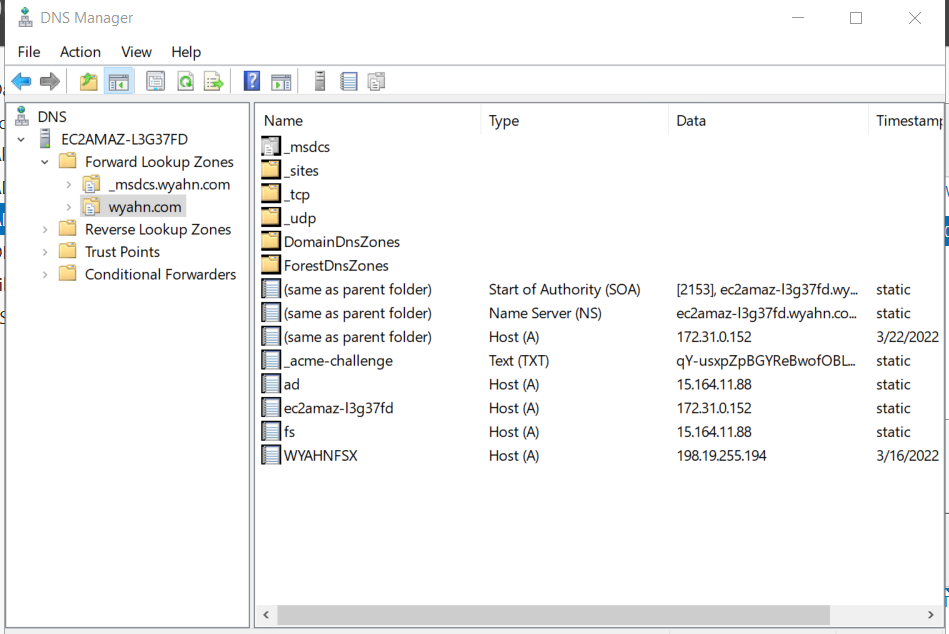 DNS Manager
File Action View Help
DNS
EC2AMAZ-L3G37FD
Forward Lookup Zones
_msdcs.wyahn.com
wyahn.com
Reverse Lookup Zones
Trust Points
Conditional Forwarders
Name Type Data Timestamp
_msdcs
_sites
_tcp
_udp
DomainDnsZones
ForestDnsZones
(same as parent folder) Start of Authority (SOA) [2153], ec2amaz-l3g37fd.wy... static
(same as parent folder) Name Server (NS) ec2amaz-l3g37fd.wyahn.co... static
(same as parent folder) Host (A) 172.31.0.152 3/22/2022
_acme-challenge Text (TXT) qY-usxpZpBGYReBwofOBL... static
ad Host (A) 15.164.11.88 static
ec2amaz-l3g37fd Host (A) 172.31.0.152 static
fs Host (A) 15.164.11.88 static
WYAHNFSX Host (A) 198.19.255.194 3/16/2022